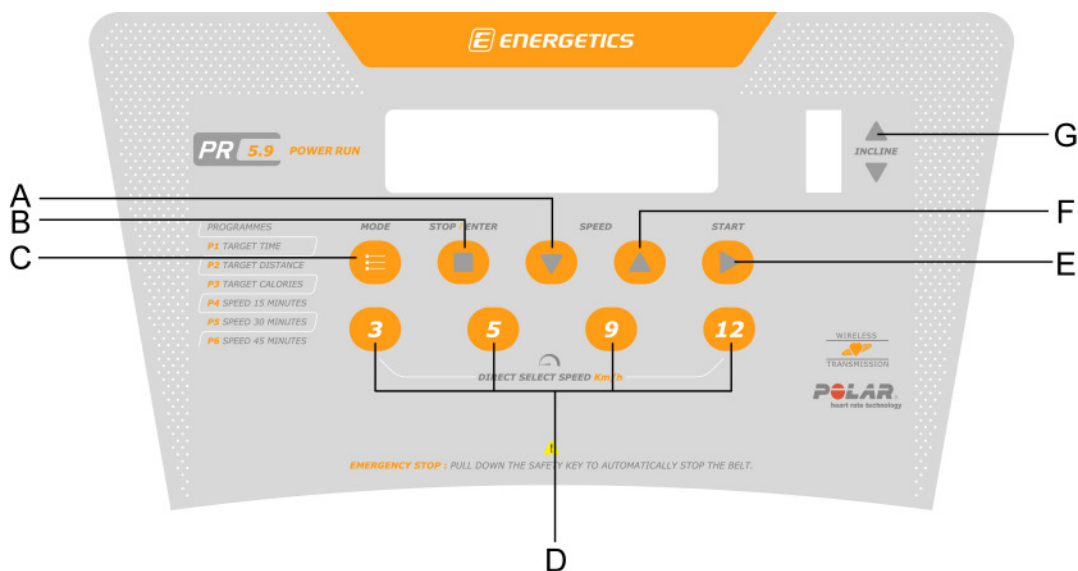 ENERGETICS
G
INCLINE
PR 5.9 POWER RUN
A
B
F
PROGRAMMES
MODE
STOP / ENTER
SPEED
START
P1 TARGET TIME
C
P2 TARGET DISTANCE
E
P3 TARGET CALORIES
P4 SPEED 15 MINUTES
P5 SPEED 30 MINUTES
P6 SPEED 45 MINUTES
3
5
9
12
DIRECT SELECT SPEED Km/h
WIRELESS
TRANSMISSION
POLAR®
heart rate technology
EMERGENCY STOP : PULL DOWN THE SAFETY KEY TO AUTOMATICALLY STOP THE BELT.
D